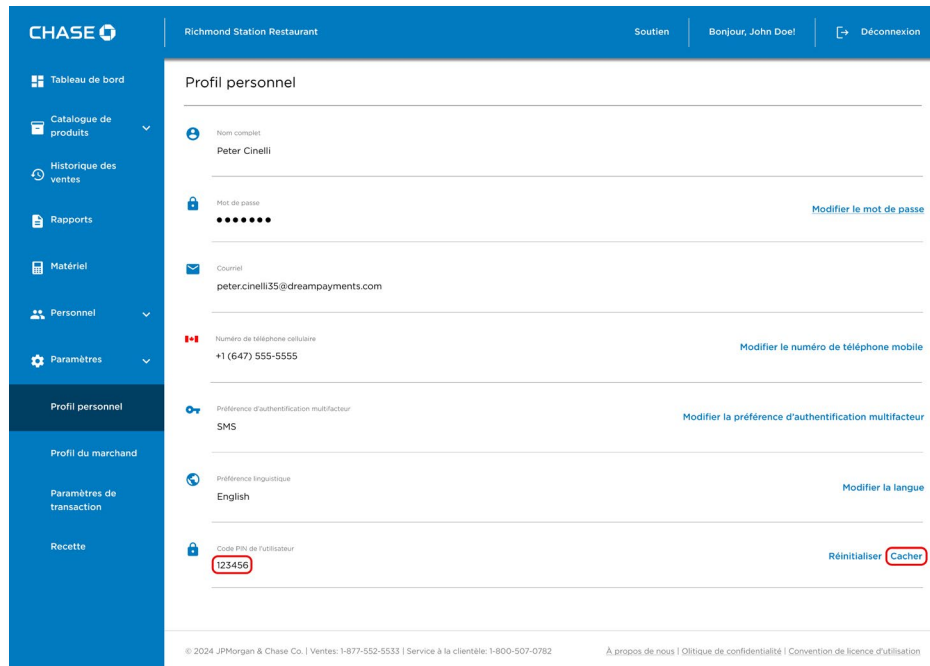 CHASE
Richmond Station Restaurant
Soutien
Bonjour, John Doe!
Déconnexion
Tableau de bord
Catalogue de
produits
Historique des
ventes
Rapports
Matériel
Personnel
Paramètres
Profil personnel
Profil du marchand
Paramètres de
transaction
Recette
Profil personnel
Nom complet
Peter Cinelli
Mot de passe
●●●●●●●
Modifier le mot de passe
Courriel
peter.cinelli35@dreampayments.com
Numéro de téléphone cellulaire
+1 (647) 555-5555
Modifier le numéro de téléphone mobile
Préférence d'authentification multifacteur
SMS
Modifier la préférence d'authentification multifacteur
Préférence linguistique
English
Modifier la langue
Code PIN de l'utilisateur
123456
Réinitialiser Cacher
© 2024 JPMorgan & Chase Co. | Ventes: 1-877-552-5533 | Service à la clientèle: 1-800-507-0782
À propos de nous | Olitique de confidentialité | Convention de licence d'utilisation